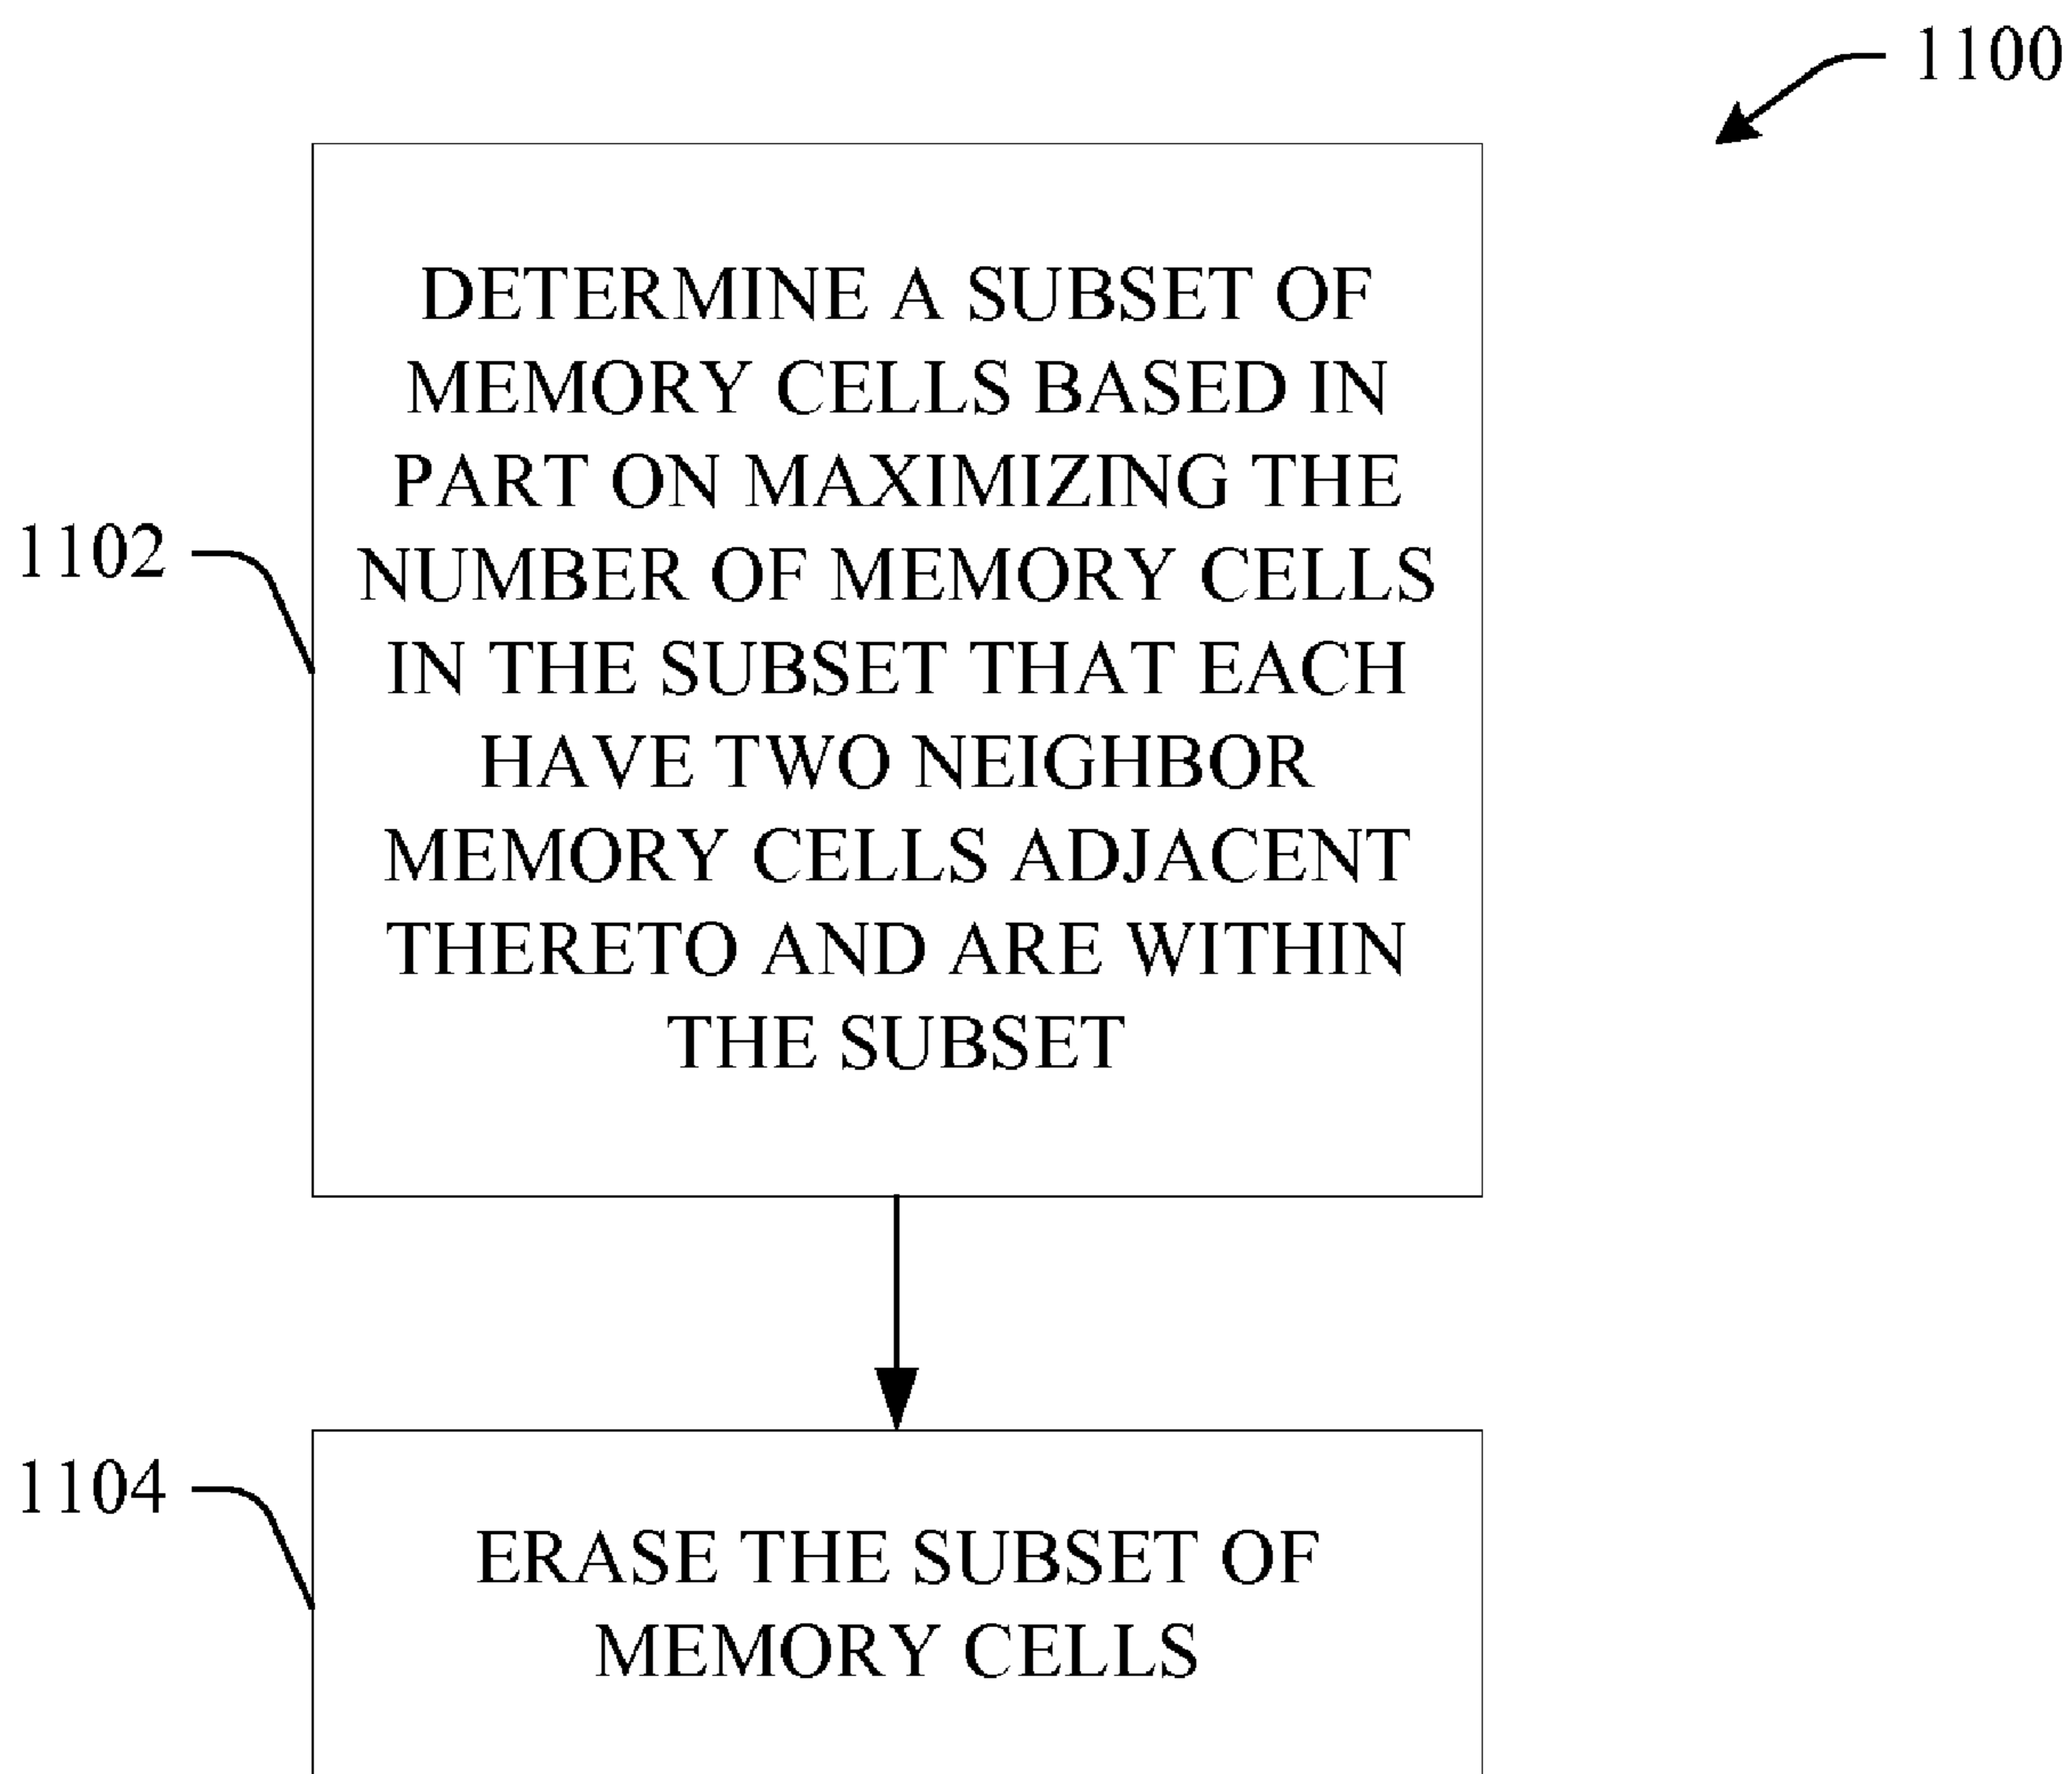 1100
DETERMINE A SUBSET OF
MEMORY CELLS BASED IN
PART ON MAXIMIZING THE
NUMBER OF MEMORY CELLS
IN THE SUBSET THAT EACH
HAVE TWO NEIGHBOR
MEMORY CELLS ADJACENT
THERETO AND ARE WITHIN
THE SUBSET
1102
1104
ERASE THE SUBSET OF
MEMORY CELLS